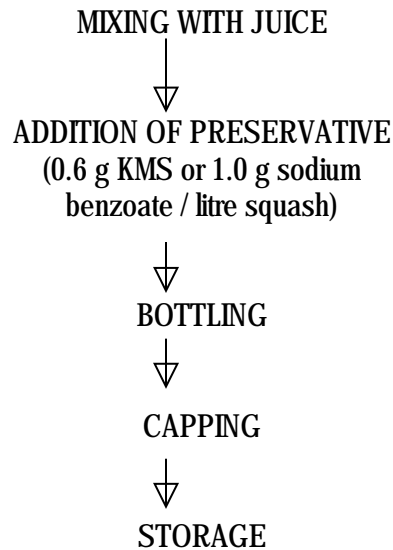 MIXING WITH JUICE
ADDITION OF PRESERVATIVE
(0.6 g KMS or 1.0 g sodium
benzoate / litre squash)
BOTTLING
CAPPING
STORAGE